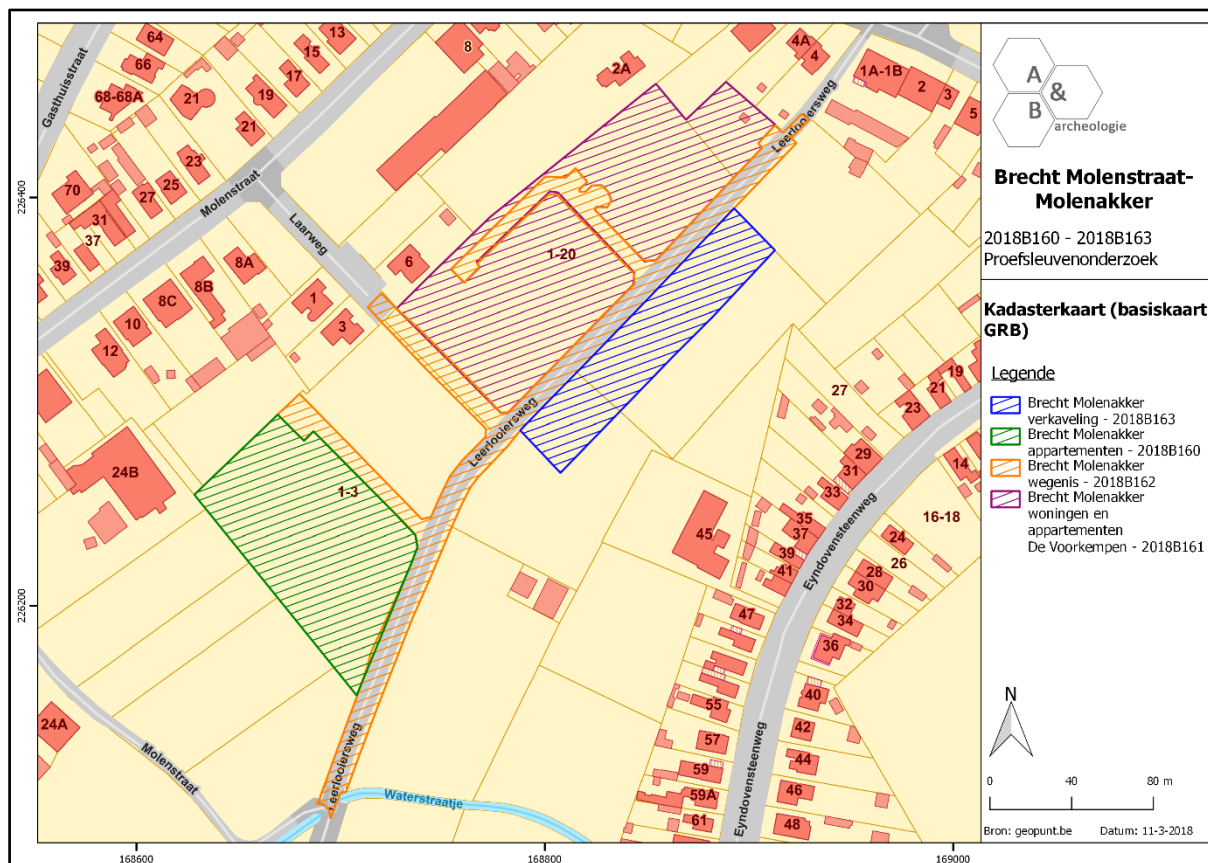 64
66
68-68A
21
13
15
17
19
21
8
2A
4A
4
1A-1B
2
3
5
Gasthuisstraat
Leerlooiersweg
23
25
27
70
31
37
39
Molenstraat
Laarweg
226400
6
1-20
8A
8B
8C
10
12
1
3
Leerlooiersweg
24B
1-3
27
19
21
23
29
31
33
35
37
39
41
45
14
16-18
24
26
28
30
32
34
36
47
Eyndovensteenweg
226200
40
42
44
46
48
55
57
59
59A
61
Eyndovensteenweg
24A
Molenstraat
Leerlooiersweg
Waterstraatje
168600
168800
169000
A
&
B
archeologie
Brecht Molenstraat-
Molenakker
2018B160 - 2018B163
Proefsleuvenonderzoek
Kadasterkaart (basiskaart
GRB)
Legende
Brecht Molenakker
verkaveling - 2018B163
Brecht Molenakker
appartementen - 2018B160
Brecht Molenakker
wegenis - 2018B162
Brecht Molenakker
woningen en
appartementen
De Voorkempen - 2018B161
N
0 40 80 m
Bron: geopunt.be Datum: 11-3-2018